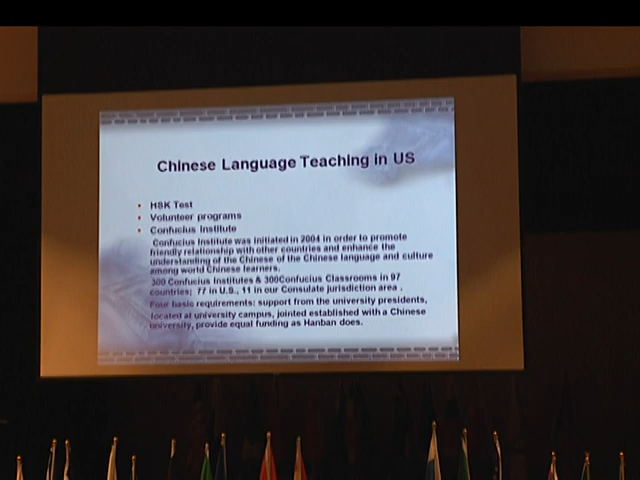 Chinese Language Teaching in US
• HSK Test
• Volunteer programs
• Confucius Institute
Confucius Institute was initiated in 2004 in order to promote
friendly relationship with other countries and enhance the
understanding of the Chinese of the Chinese language and culture
among world Chinese learners.
300 Confucius Institutes & 300Confucius Classrooms in 97
countries; 77 in U.S., 11 in our Consulate jurisdiction area .
Four basic requirements: support from the university presidents,
located at university campus, jointed established with a Chinese
university, provide equal funding as Hanban does.